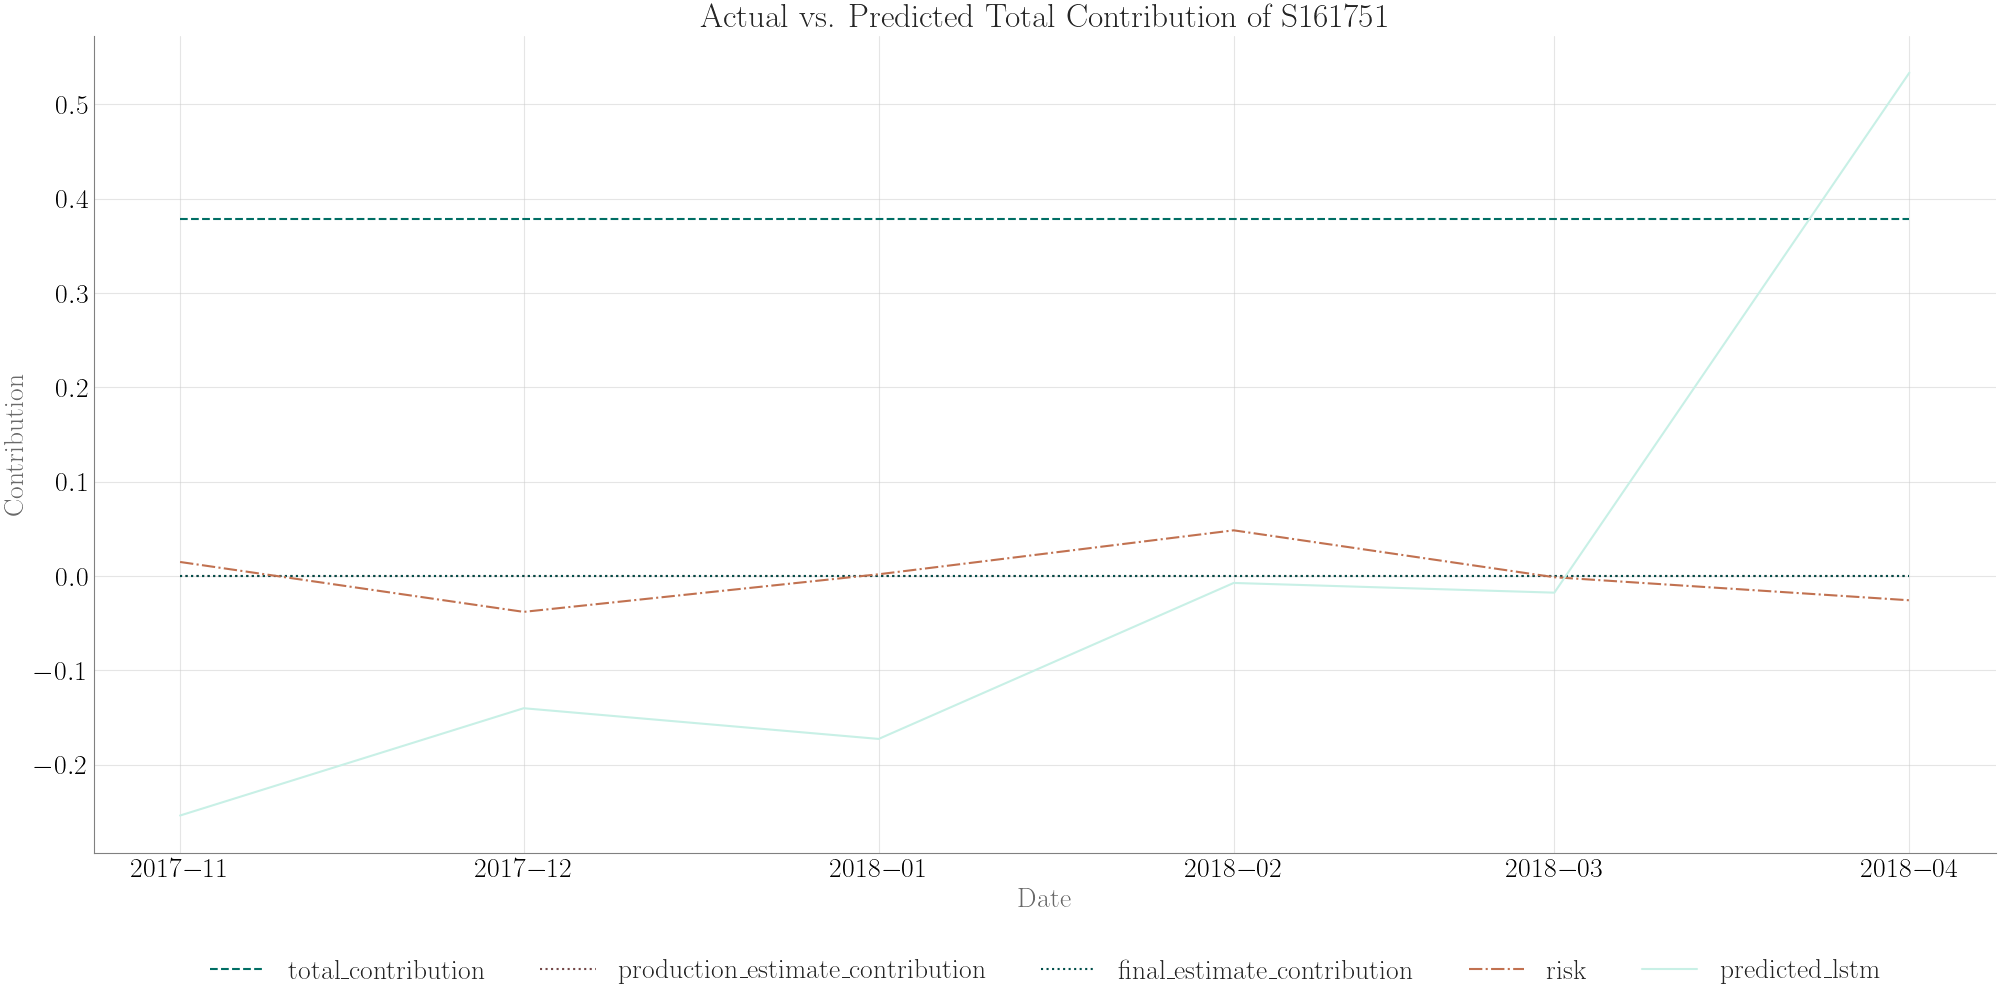 Actual vs. Predicted Total Contribution of S161751
Contribution
0.5
0.4
0.3
0.2
0.1
0.0
−0.1
−0.2
2017−11 2017−12 2018−01 2018−02 2018−03 2018−04
Date
total_contribution production_estimate_contribution final_estimate_contribution risk predicted_lstm